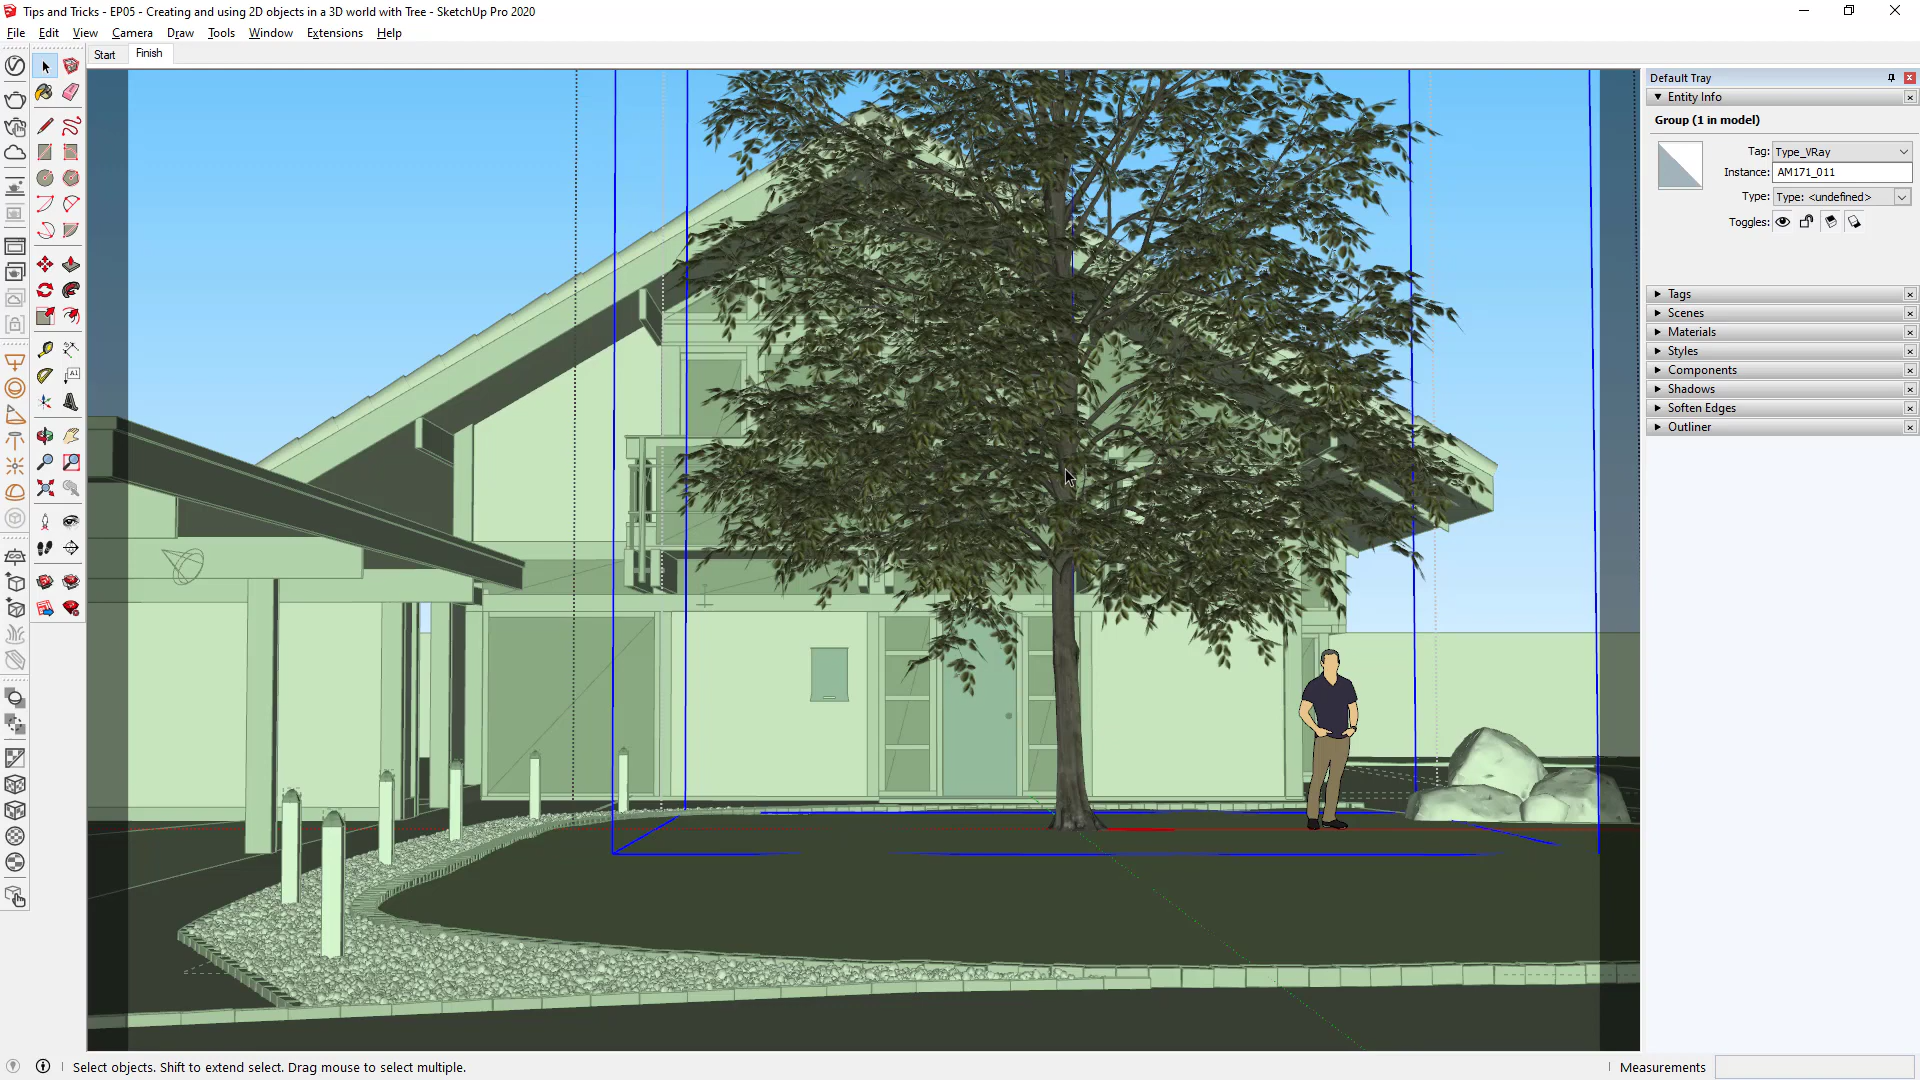 Tips and Tricks - EP05 - Creating and using 2D objects in a 3D world with Tree - SketchUp Pro 2020
File Edit View Camera Draw Tools Window Extensions Help
Start Finish
Default Tray
Entity Info
Group (1 in model)
Tag: Type_VRay
Instance: AM171_011
Type: Type: <undefined>
Toggles:
Tags
Scenes
Materials
Styles
Components
Shadows
Soften Edges
Outliner
Select objects. Shift to extend select. Drag mouse to select multiple.
Measurements